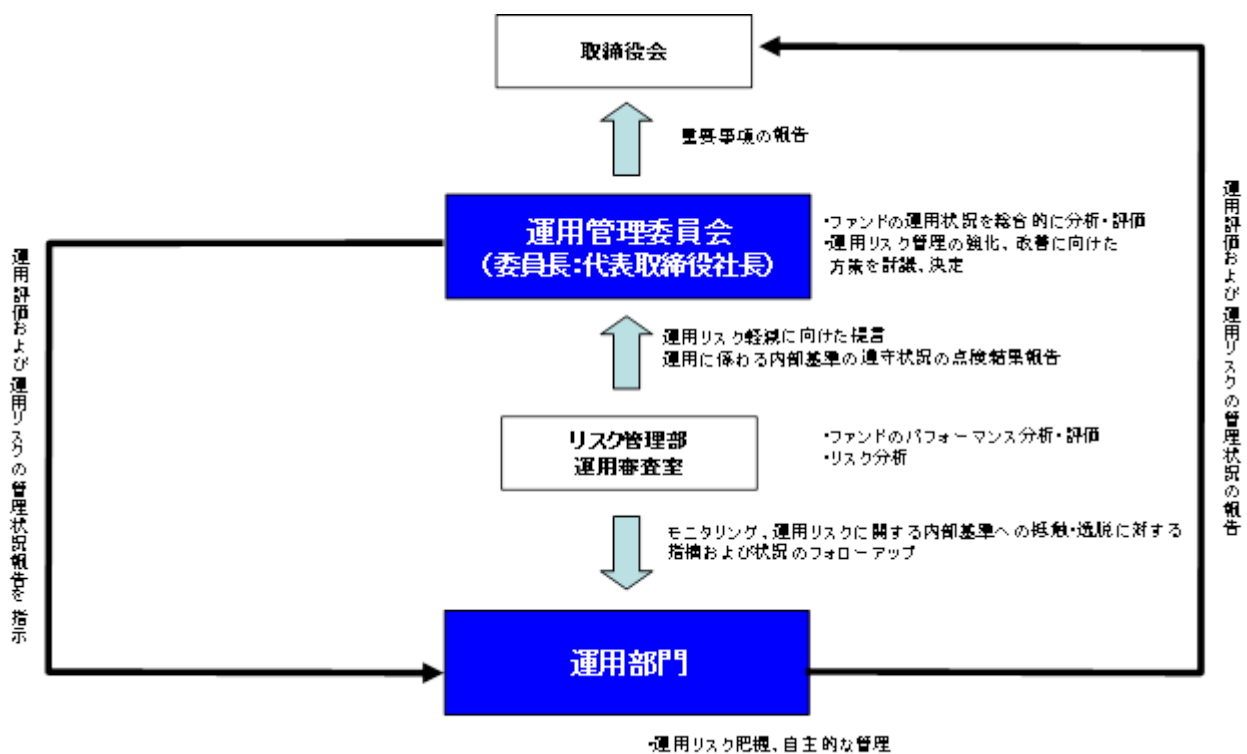 取締役会
重要事項の報告
運用管理委員会
（委員長：代表取締役社長）
・ファンドの運用状況を総合的に分析・評価
・運用リスク管理の強化、改善に向けた
方策を討議、決定
運用リスク軽減に向けた提言
運用に係わる内部基準の遵守状況の点検結果報告
リスク管理部
運用審査室
・ファンドのパフォーマンス分析・評価
・リスク分析
モニタリング、運用リスクに関する内部基準への抵触・逸脱に対する
指摘および状況のフォローアップ
運用部門
・運用リスク把握、自主的な管理
運用評価および運用リスクの管理状況報告を指示
運用評価および運用リスクの管理状況の報告